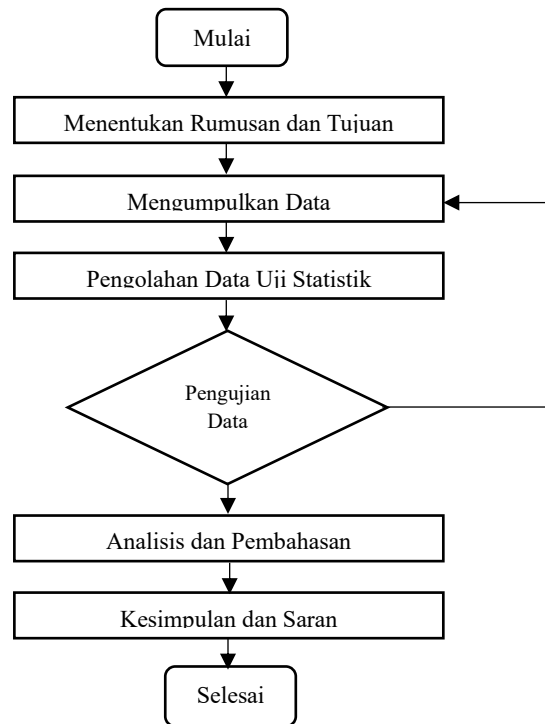 Mulai
Menentukan Rumusan dan Tujuan
Mengumpulkan Data
Pengolahan Data Uji Statistik
Pengujian
Data
Analisis dan Pembahasan
Kesimpulan dan Saran
Selesai